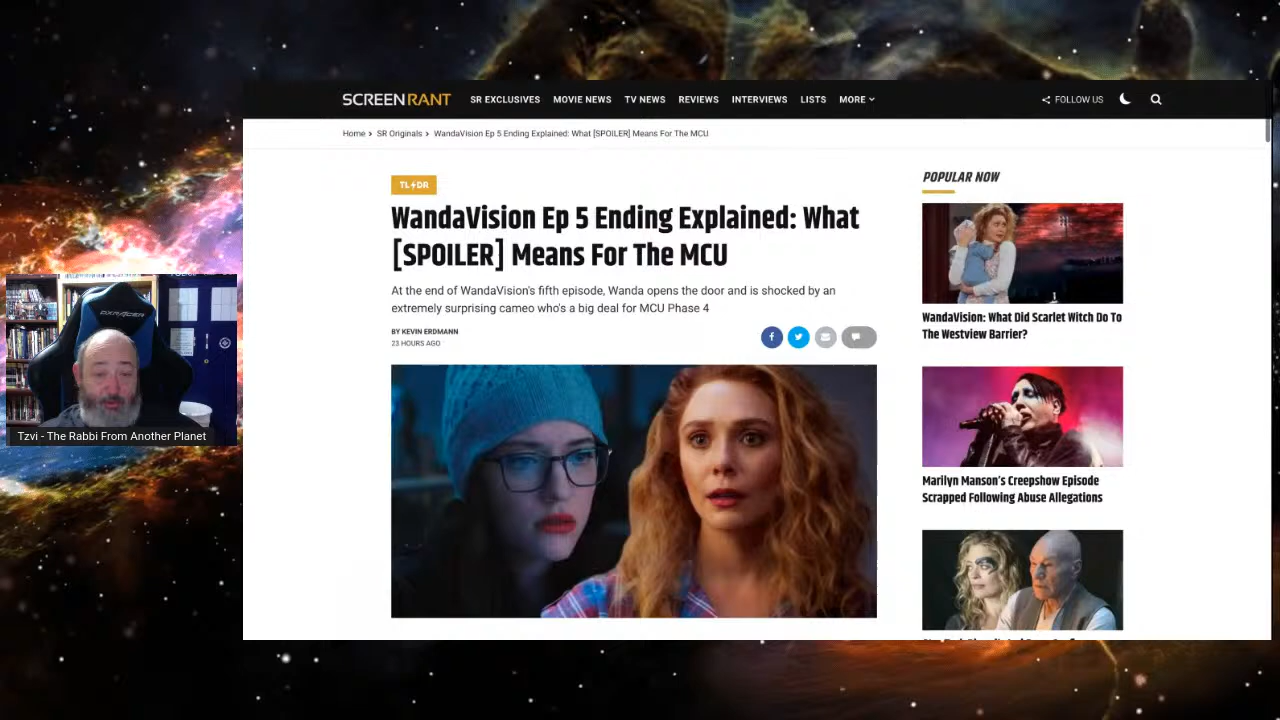 SCREENRANT
SR EXCLUSIVES MOVIE NEWS TV NEWS REVIEWS INTERVIEWS LISTS MORE
FOLLOW US
Home › SR Originals › WandaVision Ep 5 Ending Explained: What [SPOILER] Means For The MCU
TL DR
WandaVision Ep 5 Ending Explained: What
[SPOILER] Means For The MCU
At the end of WandaVision's fifth episode, Wanda opens the door and is shocked by an
extremely surprising cameo who's a big deal for MCU Phase 4
BY KEVIN ERDMANN
23 HOURS AGO
POPULAR NOW
WandaVision: What Did Scarlet Witch Do To
The Westview Barrier?
Marilyn Manson's Creepshow Episode
Scrapped Following Abuse Allegations
DXRACER
Tzvi - The Rabbi From Another Planet